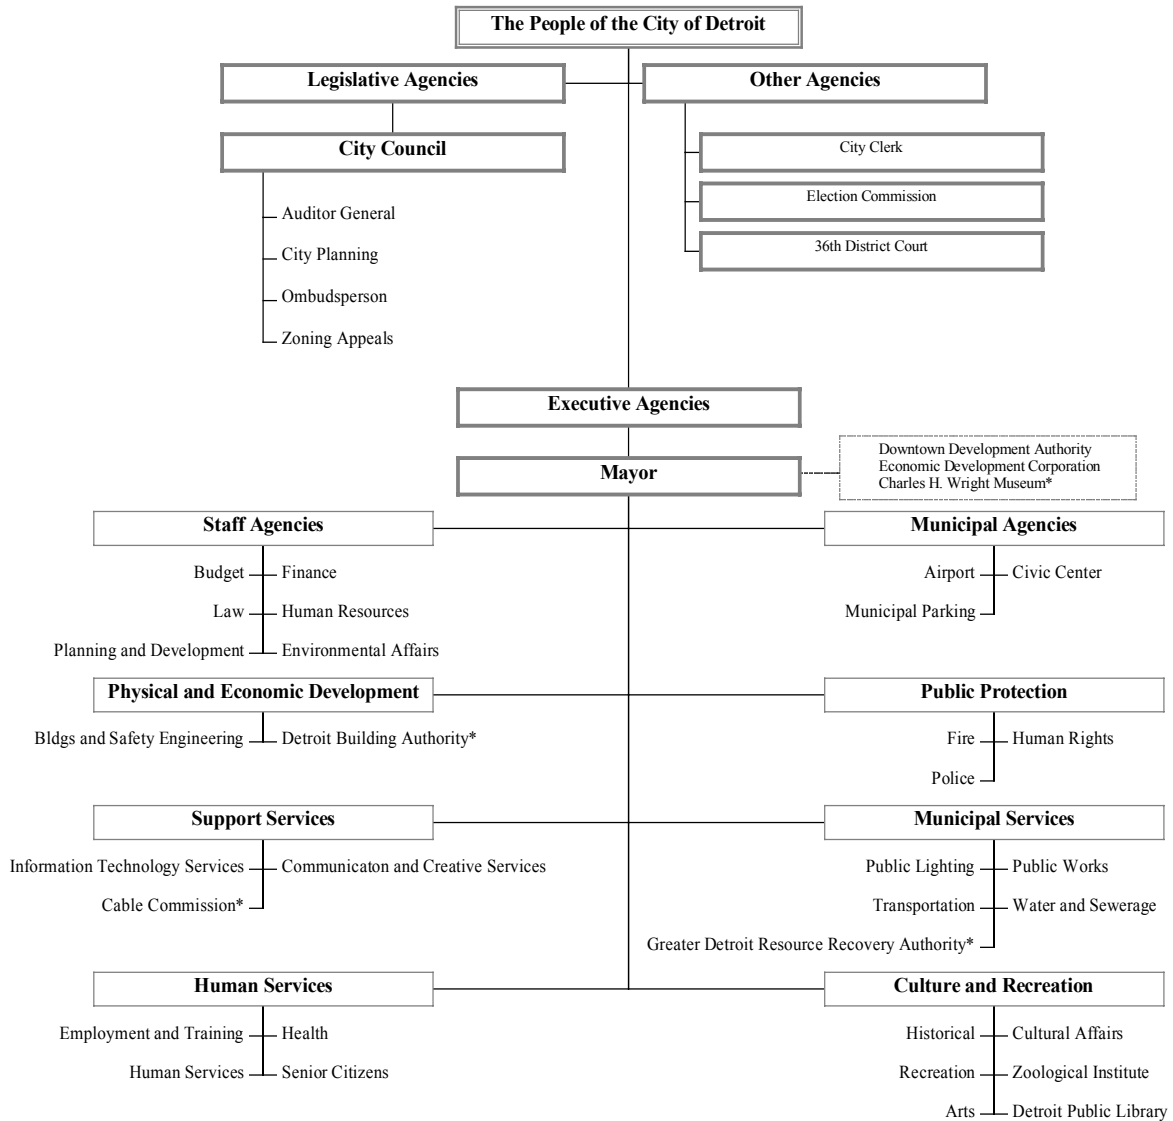 The People of the City of Detroit
Legislative Agencies
Other Agencies
City Council
City Clerk
Election Commission
36th District Court
Auditor General
City Planning
Ombudsperson
Zoning Appeals
Executive Agencies
Mayor
Downtown Development Authority
Economic Development Corporation
Charles H. Wright Museum*
Staff Agencies
Budget Finance
Law Human Resources
Planning and Development Environmental Affairs
Municipal Agencies
Airport Civic Center
Municipal Parking
Physical and Economic Development
Bldgs and Safety Engineering Detroit Building Authority*
Public Protection
Fire Human Rights
Police
Support Services
Information Technology Services Communicaton and Creative Services
Cable Commission*
Municipal Services
Public Lighting Public Works
Transportation Water and Sewerage
Greater Detroit Resource Recovery Authority*
Human Services
Employment and Training Health
Human Services Senior Citizens
Culture and Recreation
Historical Cultural Affairs
Recreation Zoological Institute
Arts Detroit Public Library